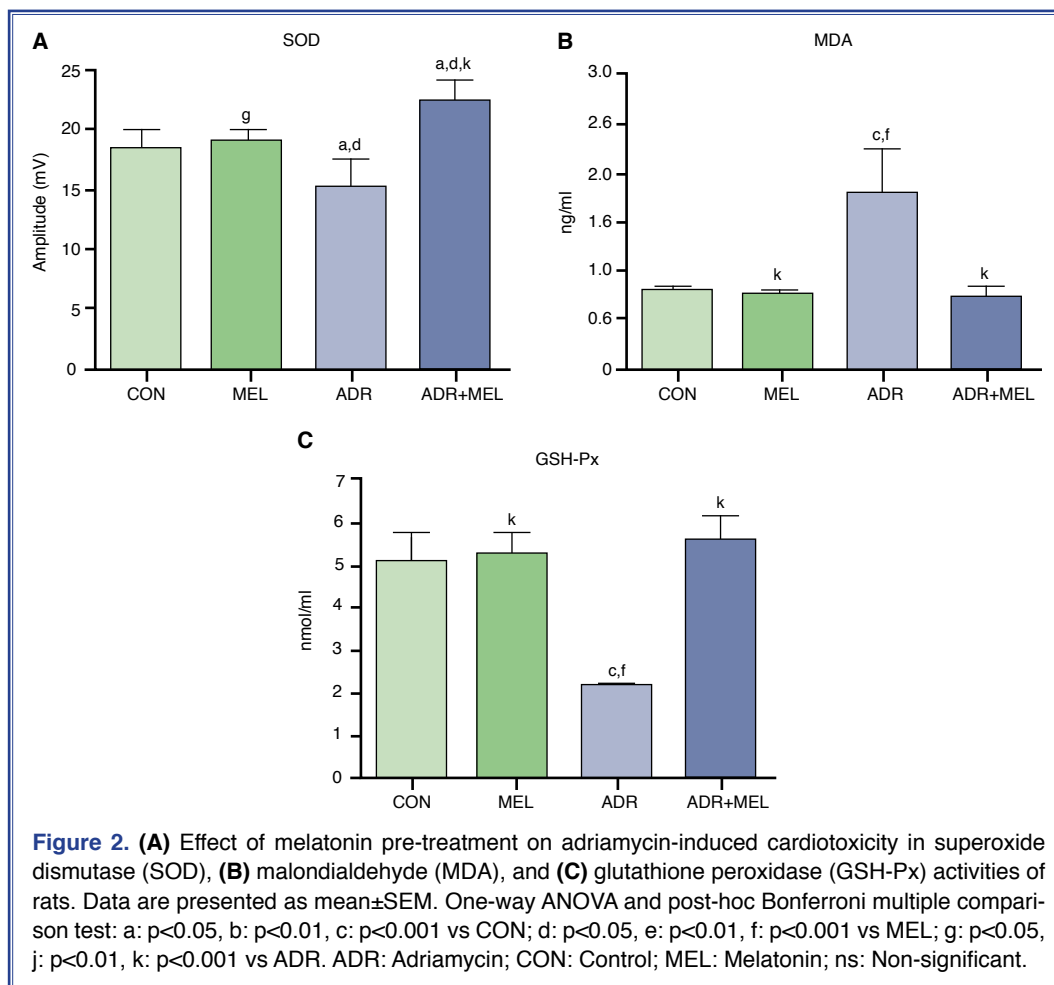 A
SOD
Amplitude (mV)
25
20
15
10
5
0
g
a,d
a,d,k
CON MEL ADR ADR+MEL
B
MDA
ng/ml
3.0
2.6
2.0
1.6
1.0
0.6
0
k
c,f
k
CON MEL ADR ADR+MEL
C
GSH-Px
nmol/ml
7
6
5
4
3
2
1
0
k
c,f
k
CON MEL ADR ADR+MEL
Figure 2. (A) Effect of melatonin pre-treatment on adriamycin-induced cardiotoxicity in superoxide
dismutase (SOD), (B) malondialdehyde (MDA), and (C) glutathione peroxidase (GSH-Px) activities of
rats. Data are presented as mean±SEM. One-way ANOVA and post-hoc Bonferroni multiple compari-
son test: a: p<0.05, b: p<0.01, c: p<0.001 vs CON; d: p<0.05, e: p<0.01, f: p<0.001 vs MEL; g: p<0.05,
j: p<0.01, k: p<0.001 vs ADR. ADR: Adriamycin; CON: Control; MEL: Melatonin; ns: Non-significant.